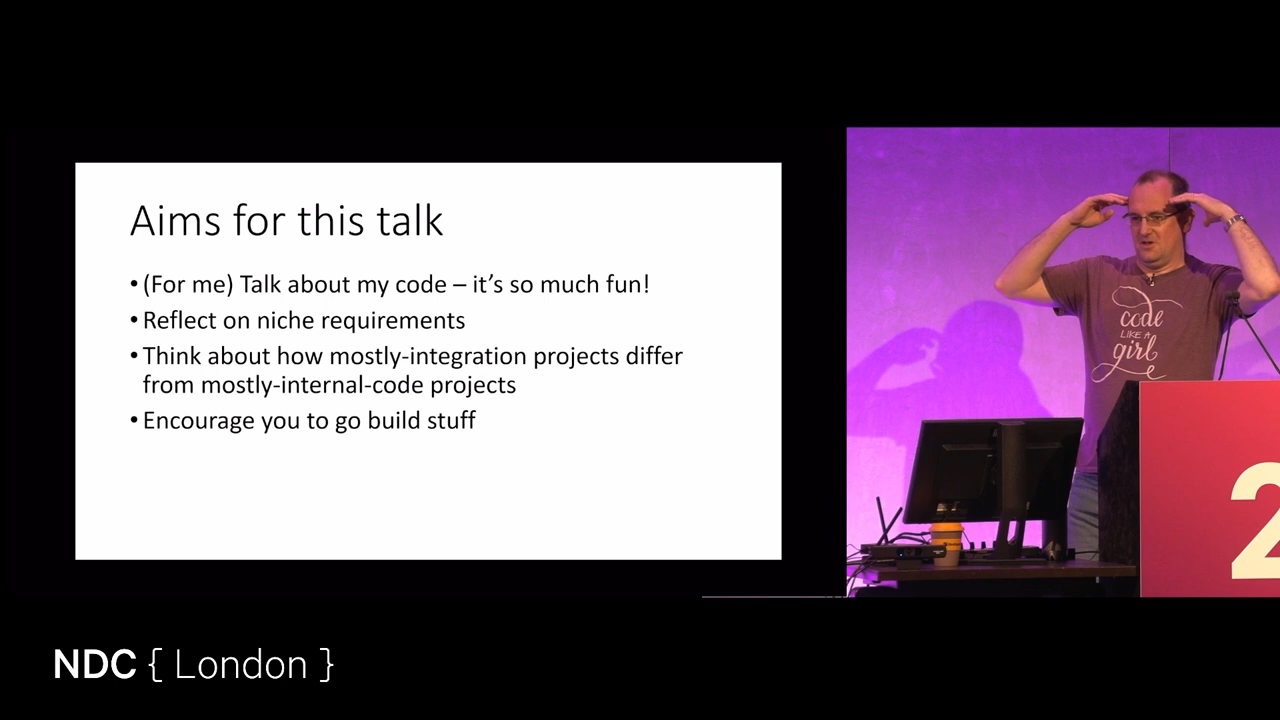 Aims for this talk
• (For me) Talk about my code – it's so much fun!
• Reflect on niche requirements
• Think about how mostly-integration projects differ
from mostly-internal-code projects
• Encourage you to go build stuff
code
LIKE A
girl
2
NDC { London }